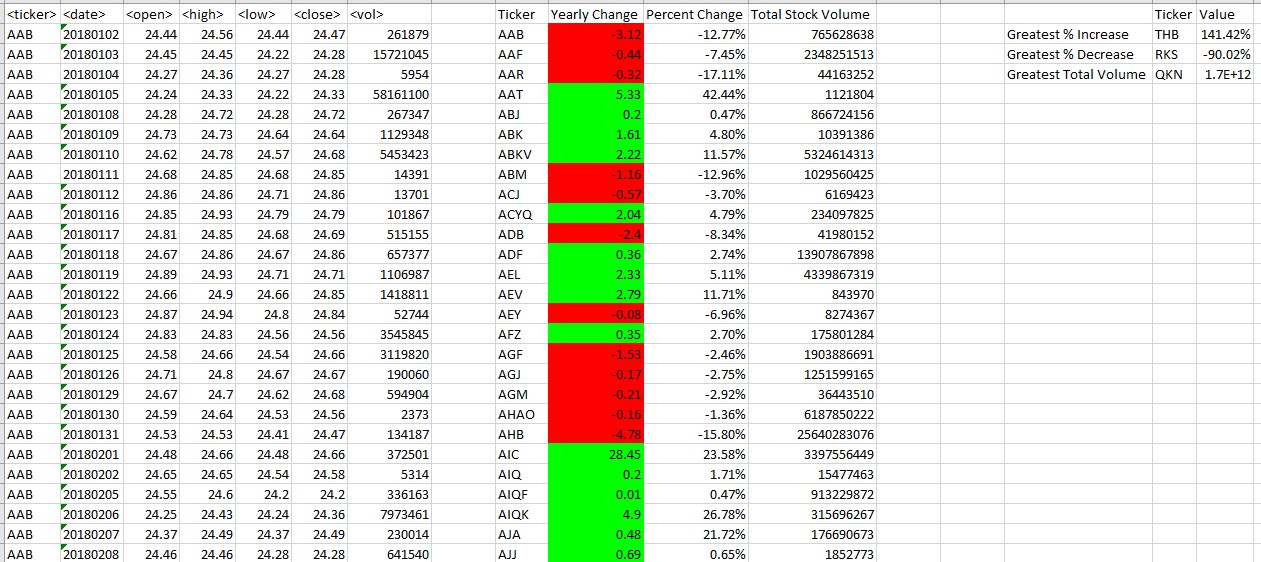 <ticker> <date> <open> <high> <low> <close> <vol> Ticker Yearly Change Percent Change Total Stock Volume Ticker Value
AAB 20180102 24.44 24.56 24.44 24.47 261879 AAB -3.12 -12.77% 765628638 Greatest % Increase THB 141.42%
AAB 20180103 24.45 24.45 24.22 24.28 15721045 AAF -0.44 -7.45% 2348251513 Greatest % Decrease RKS -90.02%
AAB 20180104 24.27 24.36 24.27 24.28 5954 AAR -0.32 -17.11% 44163252 Greatest Total Volume QKN 1.7E+12
AAB 20180105 24.24 24.33 24.22 24.33 58161100 AAT 5.33 42.44% 1121804
AAB 20180108 24.28 24.72 24.28 24.72 267347 ABJ 0.2 0.47% 866724156
AAB 20180109 24.73 24.73 24.64 24.64 1129348 ABK 1.61 4.80% 10391386
AAB 20180110 24.62 24.78 24.57 24.68 5453423 ABKV 2.22 11.57% 5324614313
AAB 20180111 24.68 24.85 24.68 24.85 14391 ABM -1.16 -12.96% 1029560425
AAB 20180112 24.86 24.86 24.71 24.86 13701 ACJ -0.57 -3.70% 6169423
AAB 20180116 24.85 24.93 24.79 24.79 101867 ACYQ 2.04 4.79% 234097825
AAB 20180117 24.81 24.85 24.68 24.69 515155 ADB -2.4 -8.34% 41980152
AAB 20180118 24.67 24.86 24.67 24.86 657377 ADF 0.36 2.74% 13907867898
AAB 20180119 24.89 24.93 24.71 24.71 1106987 AEL 2.33 5.11% 4339867319
AAB 20180122 24.66 24.9 24.66 24.85 1418811 AEV 2.79 11.71% 843970
AAB 20180123 24.87 24.94 24.8 24.84 52744 AEY -0.08 -6.96% 8274367
AAB 20180124 24.83 24.83 24.56 24.56 3545845 AFZ 0.35 2.70% 175801284
AAB 20180125 24.58 24.66 24.54 24.66 3119820 AGF -1.53 -2.46% 1903886691
AAB 20180126 24.71 24.8 24.67 24.67 190060 AGJ -0.17 -2.75% 1251599165
AAB 20180129 24.67 24.7 24.62 24.68 594904 AGM -0.21 -2.92% 36443510
AAB 20180130 24.59 24.64 24.53 24.56 2373 AHAO -0.16 -1.36% 6187850222
AAB 20180131 24.53 24.53 24.41 24.47 134187 AHB -4.78 -15.80% 25640283076
AAB 20180201 24.48 24.66 24.48 24.66 372501 AIC 28.45 23.58% 3397556449
AAB 20180202 24.65 24.65 24.54 24.58 5314 AIQ 0.2 1.71% 15477463
AAB 20180205 24.55 24.6 24.2 24.2 336163 AIQF 0.01 0.47% 913229872
AAB 20180206 24.25 24.43 24.24 24.36 7973461 AIQK 4.9 26.78% 315696267
AAB 20180207 24.37 24.49 24.37 24.49 230014 AJA 0.48 21.72% 176690673
AAB 20180208 24.46 24.46 24.28 24.28 641540 AJJ 0.69 0.65% 1852773